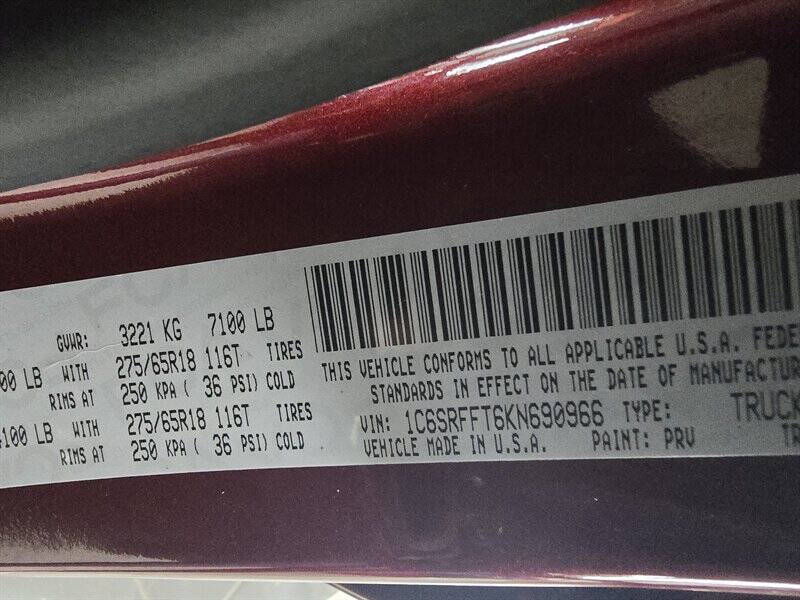 GVWR: 3221 KG 7100 LB
00 LB WITH 275/65R18 116T TIRES
RIMS AT 250 KPA ( 36 PSI) COLD
100 LB WITH 275/65R18 116T TIRES
RIMS AT 250 KPA ( 36 PSI) COLD
THIS VEHICLE CONFORMS TO ALL APPLICABLE U.S.A. FEDE
STANDARDS IN EFFECT ON THE DATE OF MANUFACTUR
VIN: 1C6SRFFT6KN690966 TYPE: TRUCK
VEHICLE MADE IN U.S.A. PAINT: PRV TR